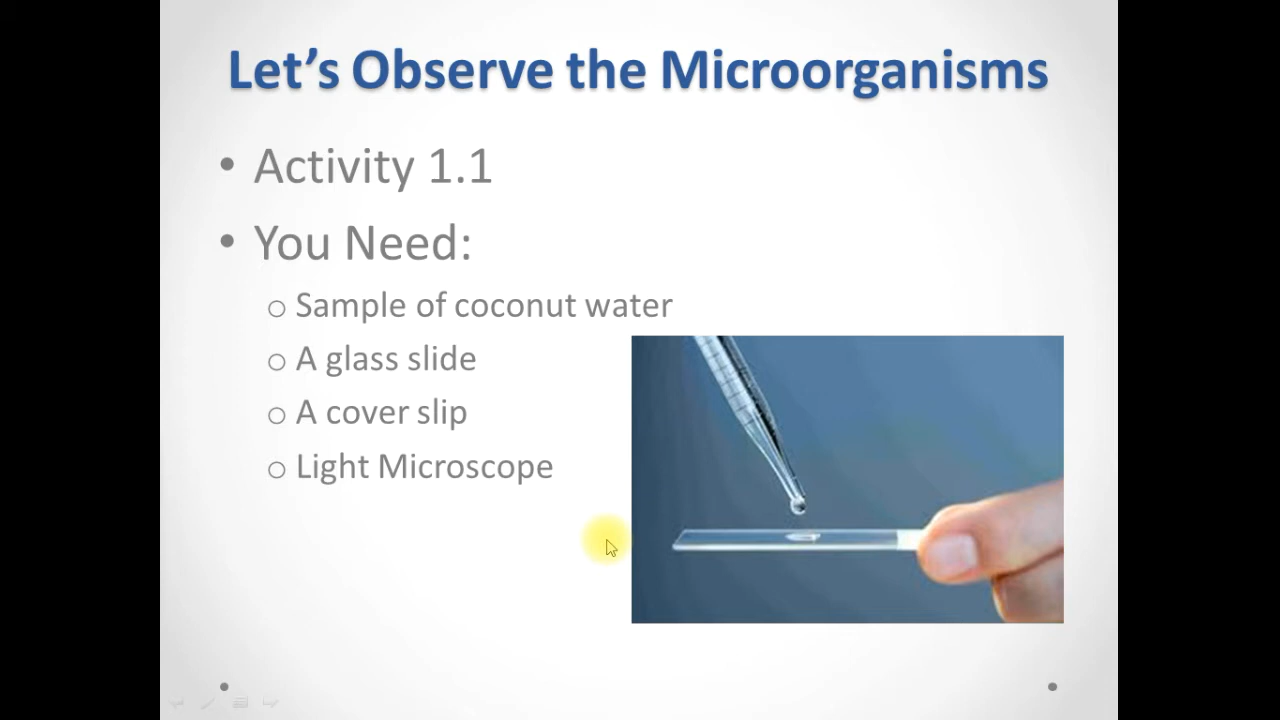 Let’s Observe the Microorganisms
• Activity 1.1
• You Need:
o Sample of coconut water
o A glass slide
o A cover slip
o Light Microscope